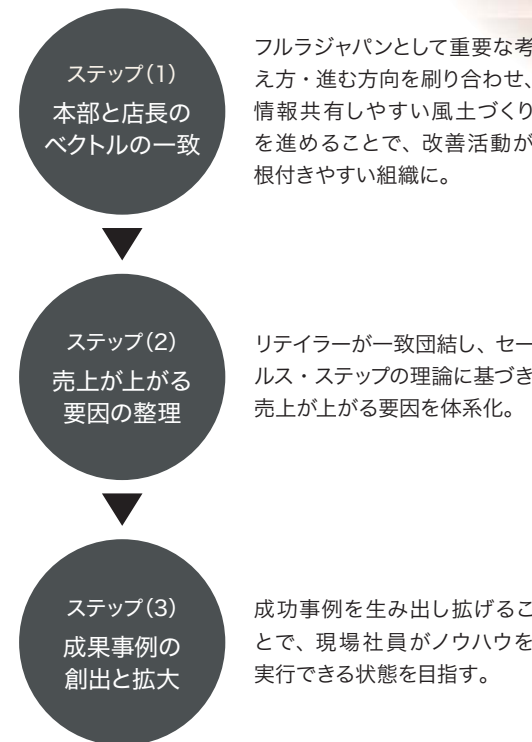 ステップ(1)
本部と店長の
ベクトルの一致
フルラジャパンとして重要な考
え方・進む方向を刷り合わせ、
情報共有しやすい風土づくり
を進めることで、改善活動が
根付きやすい組織に。
ステップ(2)
売上が上がる
要因の整理
リテイラーが一致団結し、セー
ルス・ステップの理論に基づき
売上が上がる要因を体系化。
ステップ(3)
成果事例の
創出と拡大
成功事例を生み出し拡げるこ
とで、現場社員がノウハウを
実行できる状態を目指す。